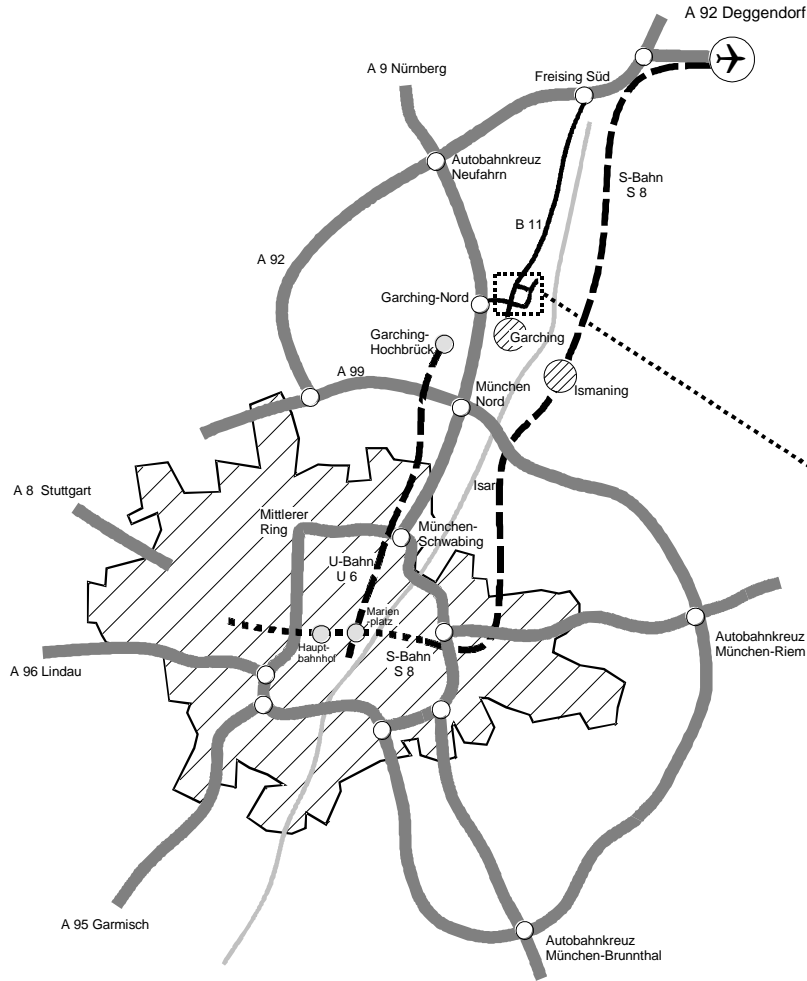 A 92 Deggendorf
A 9 Nürnberg
Freising Süd
Autobahnkreuz
Neufahrn
S-Bahn
S 8
B 11
A 92
Garching-Nord
Garching-
Hochbrück
Garching
A 99
München
Nord
Ismaning
Isar
A 8 Stuttgart
Mittlerer
Ring
München-
Schwabing
U-Bahn
U 6
Marien
-platz
Haupt-
bahnhof
S-Bahn
S 8
Autobahnkreuz
München-Riem
A 96 Lindau
A 95 Garmisch
Autobahnkreuz
München-Brunnthal